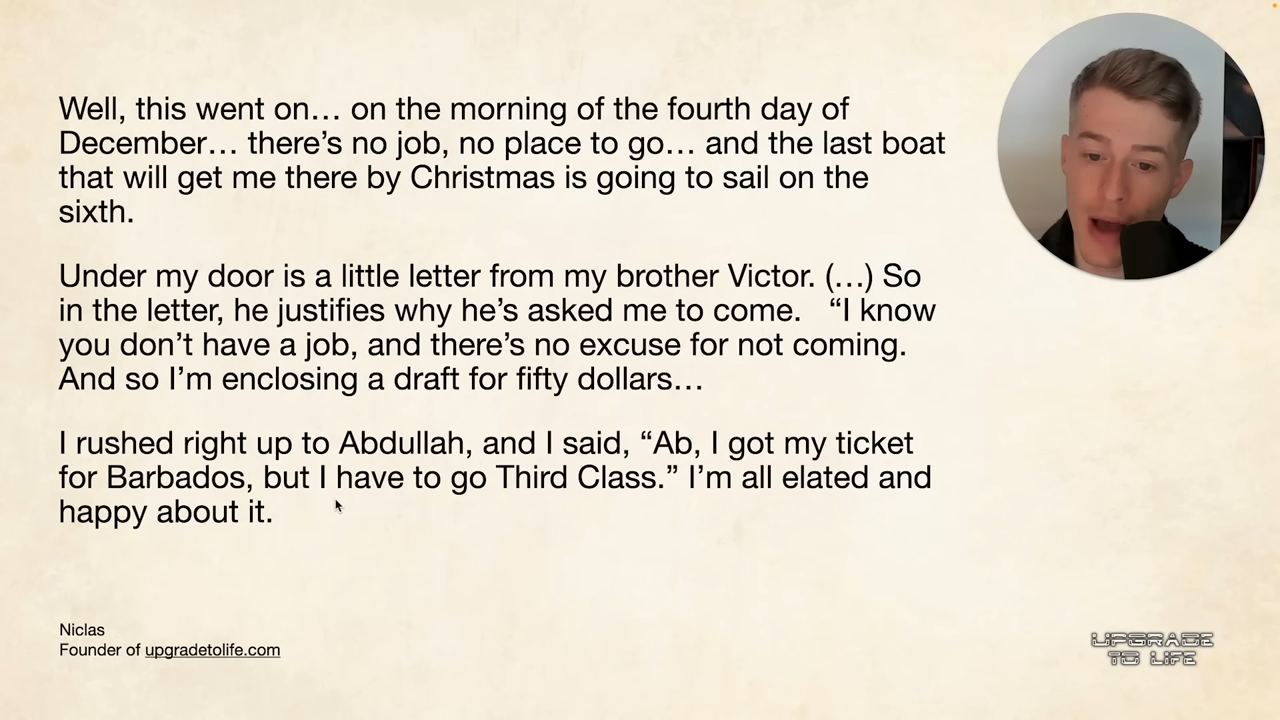 Well, this went on… on the morning of the fourth day of
December… there’s no job, no place to go… and the last boat
that will get me there by Christmas is going to sail on the
sixth.
Under my door is a little letter from my brother Victor. (…) So
in the letter, he justifies why he’s asked me to come.   “I know
you don’t have a job, and there’s no excuse for not coming.
And so I’m enclosing a draft for fifty dollars…
I rushed right up to Abdullah, and I said, “Ab, I got my ticket
for Barbados, but I have to go Third Class.” I’m all elated and
happy about it.
Niclas
Founder of upgradetolife.com
UPGRADE
TO LIFE